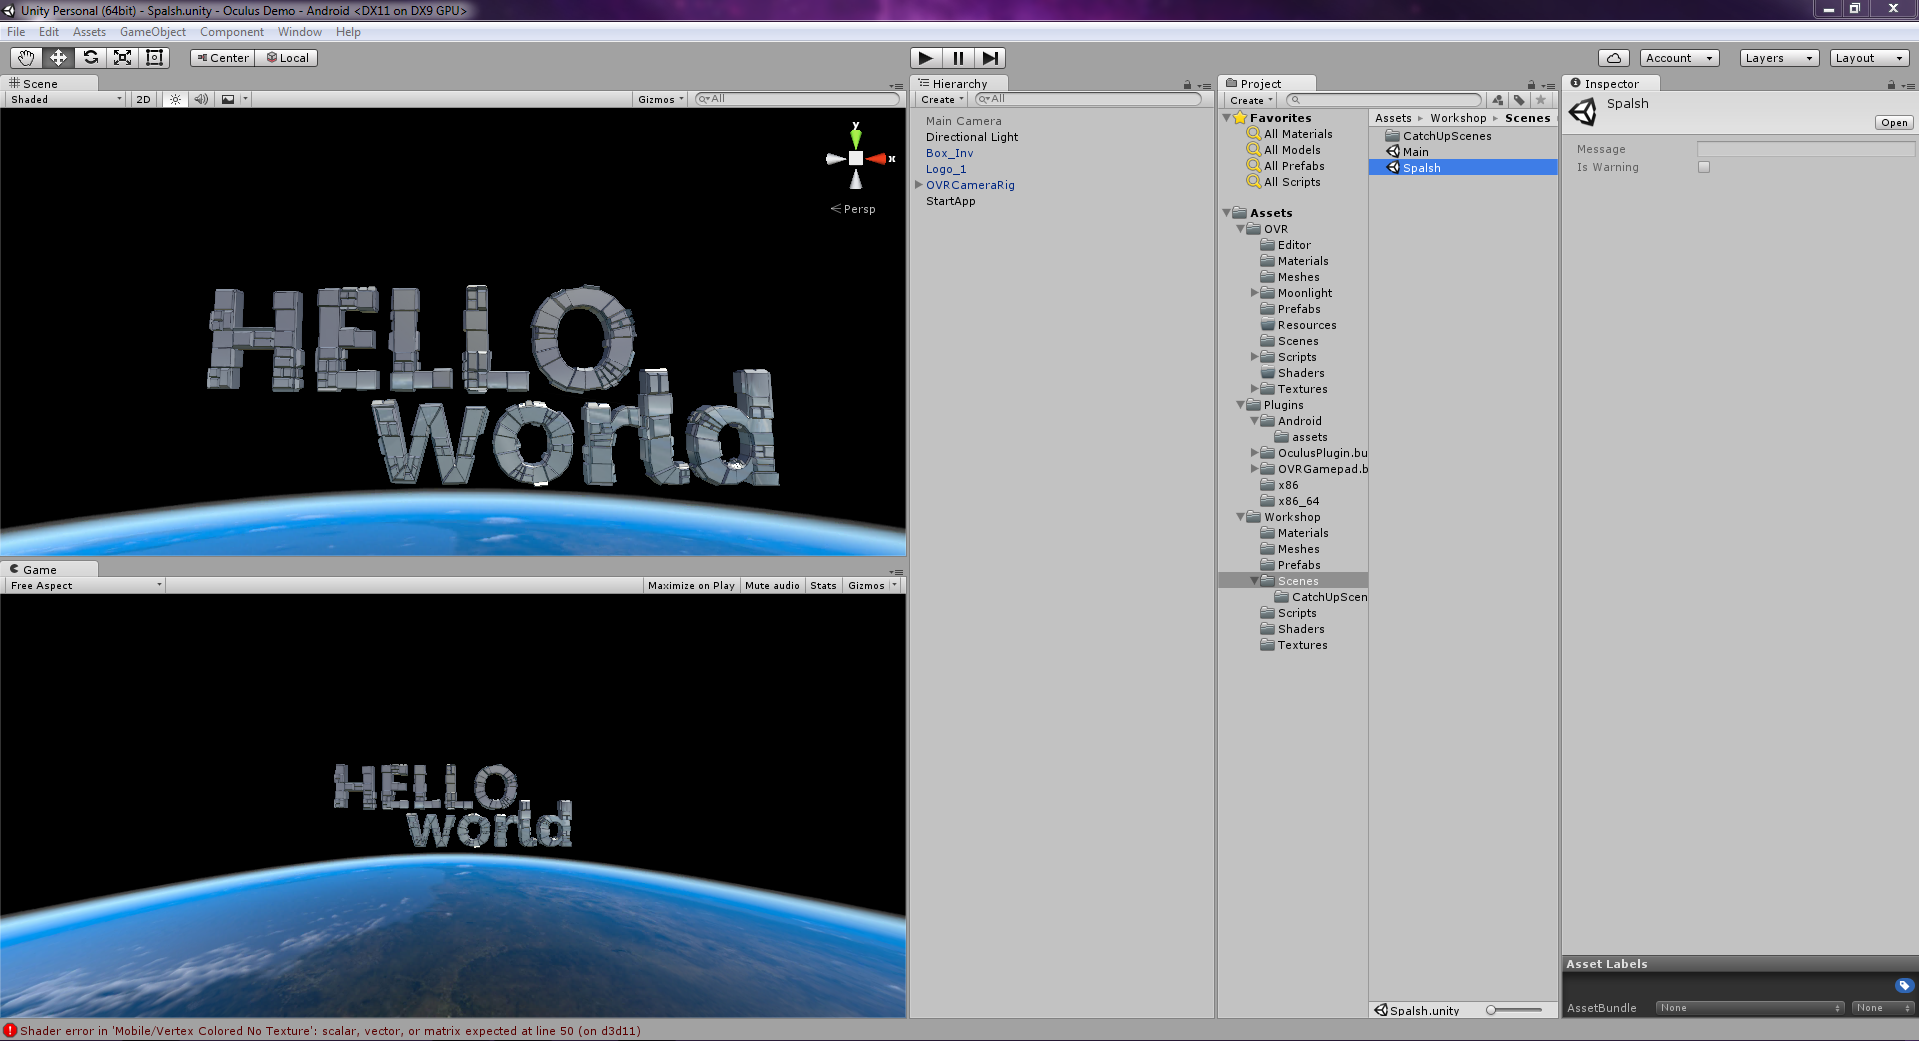 Unity Personal (64bit) - Spalsh.unity - Oculus Demo - Android <DX11 on DX9 GPU>
File Edit Assets GameObject Component Window Help
Center Local Account Layers Layout
Scene
Shaded 2D Gizmos All
y
x
Persp
HELLO
world
Game
Free Aspect Maximize on Play Mute audio Stats Gizmos
HELLO
world
Hierarchy
Create All
Main Camera
Directional Light
Box_Inv
Logo_1
OVRCameraRig
StartApp
Project
Create
Favorites
All Materials
All Models
All Prefabs
All Scripts
Assets
OVR
Editor
Materials
Meshes
Moonlight
Prefabs
Resources
Scenes
Scripts
Shaders
Textures
Plugins
Android
assets
OculusPlugin.bu
OVRGamepad.b
x86
x86_64
Workshop
Materials
Meshes
Prefabs
Scenes
CatchUpScen
Scripts
Shaders
Textures
Assets Workshop Scenes
CatchUpScenes
Main
Spalsh
Spalsh.unity
Inspector
Spalsh
Open
Message
Is Warning
Asset Labels
AssetBundle None None
Shader error in 'Mobile/Vertex Colored No Texture': scalar, vector, or matrix expected at line 50 (on d3d11)